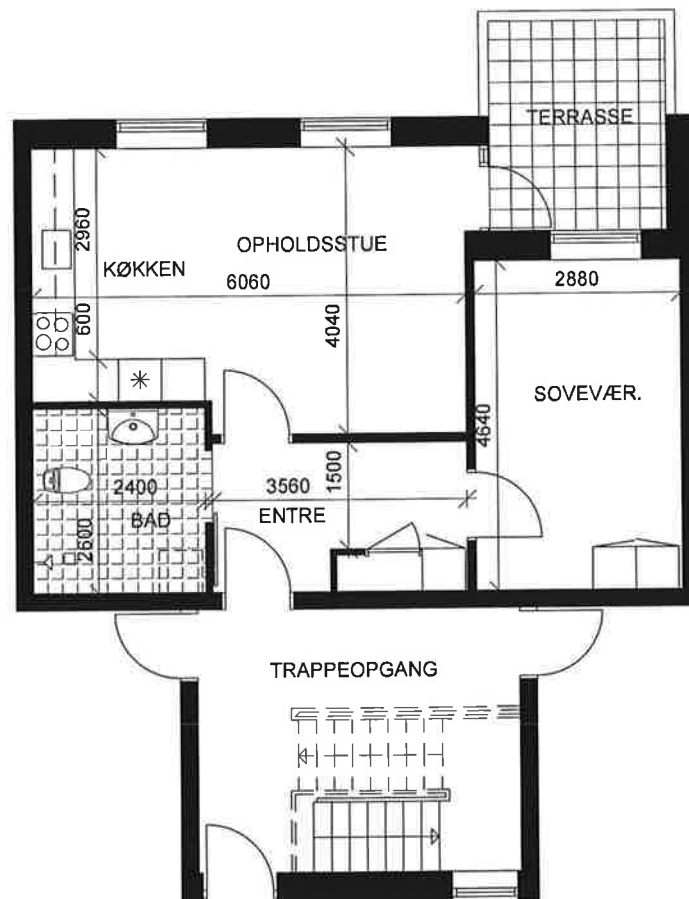 TERRASSE
2960
OPHOLDSSTUE
KØKKEN
6060
2880
600
4040
SOVEVÆR.
4640
1500
2400
3560
BAD
ENTRE
2600
TRAPPEOPGANG